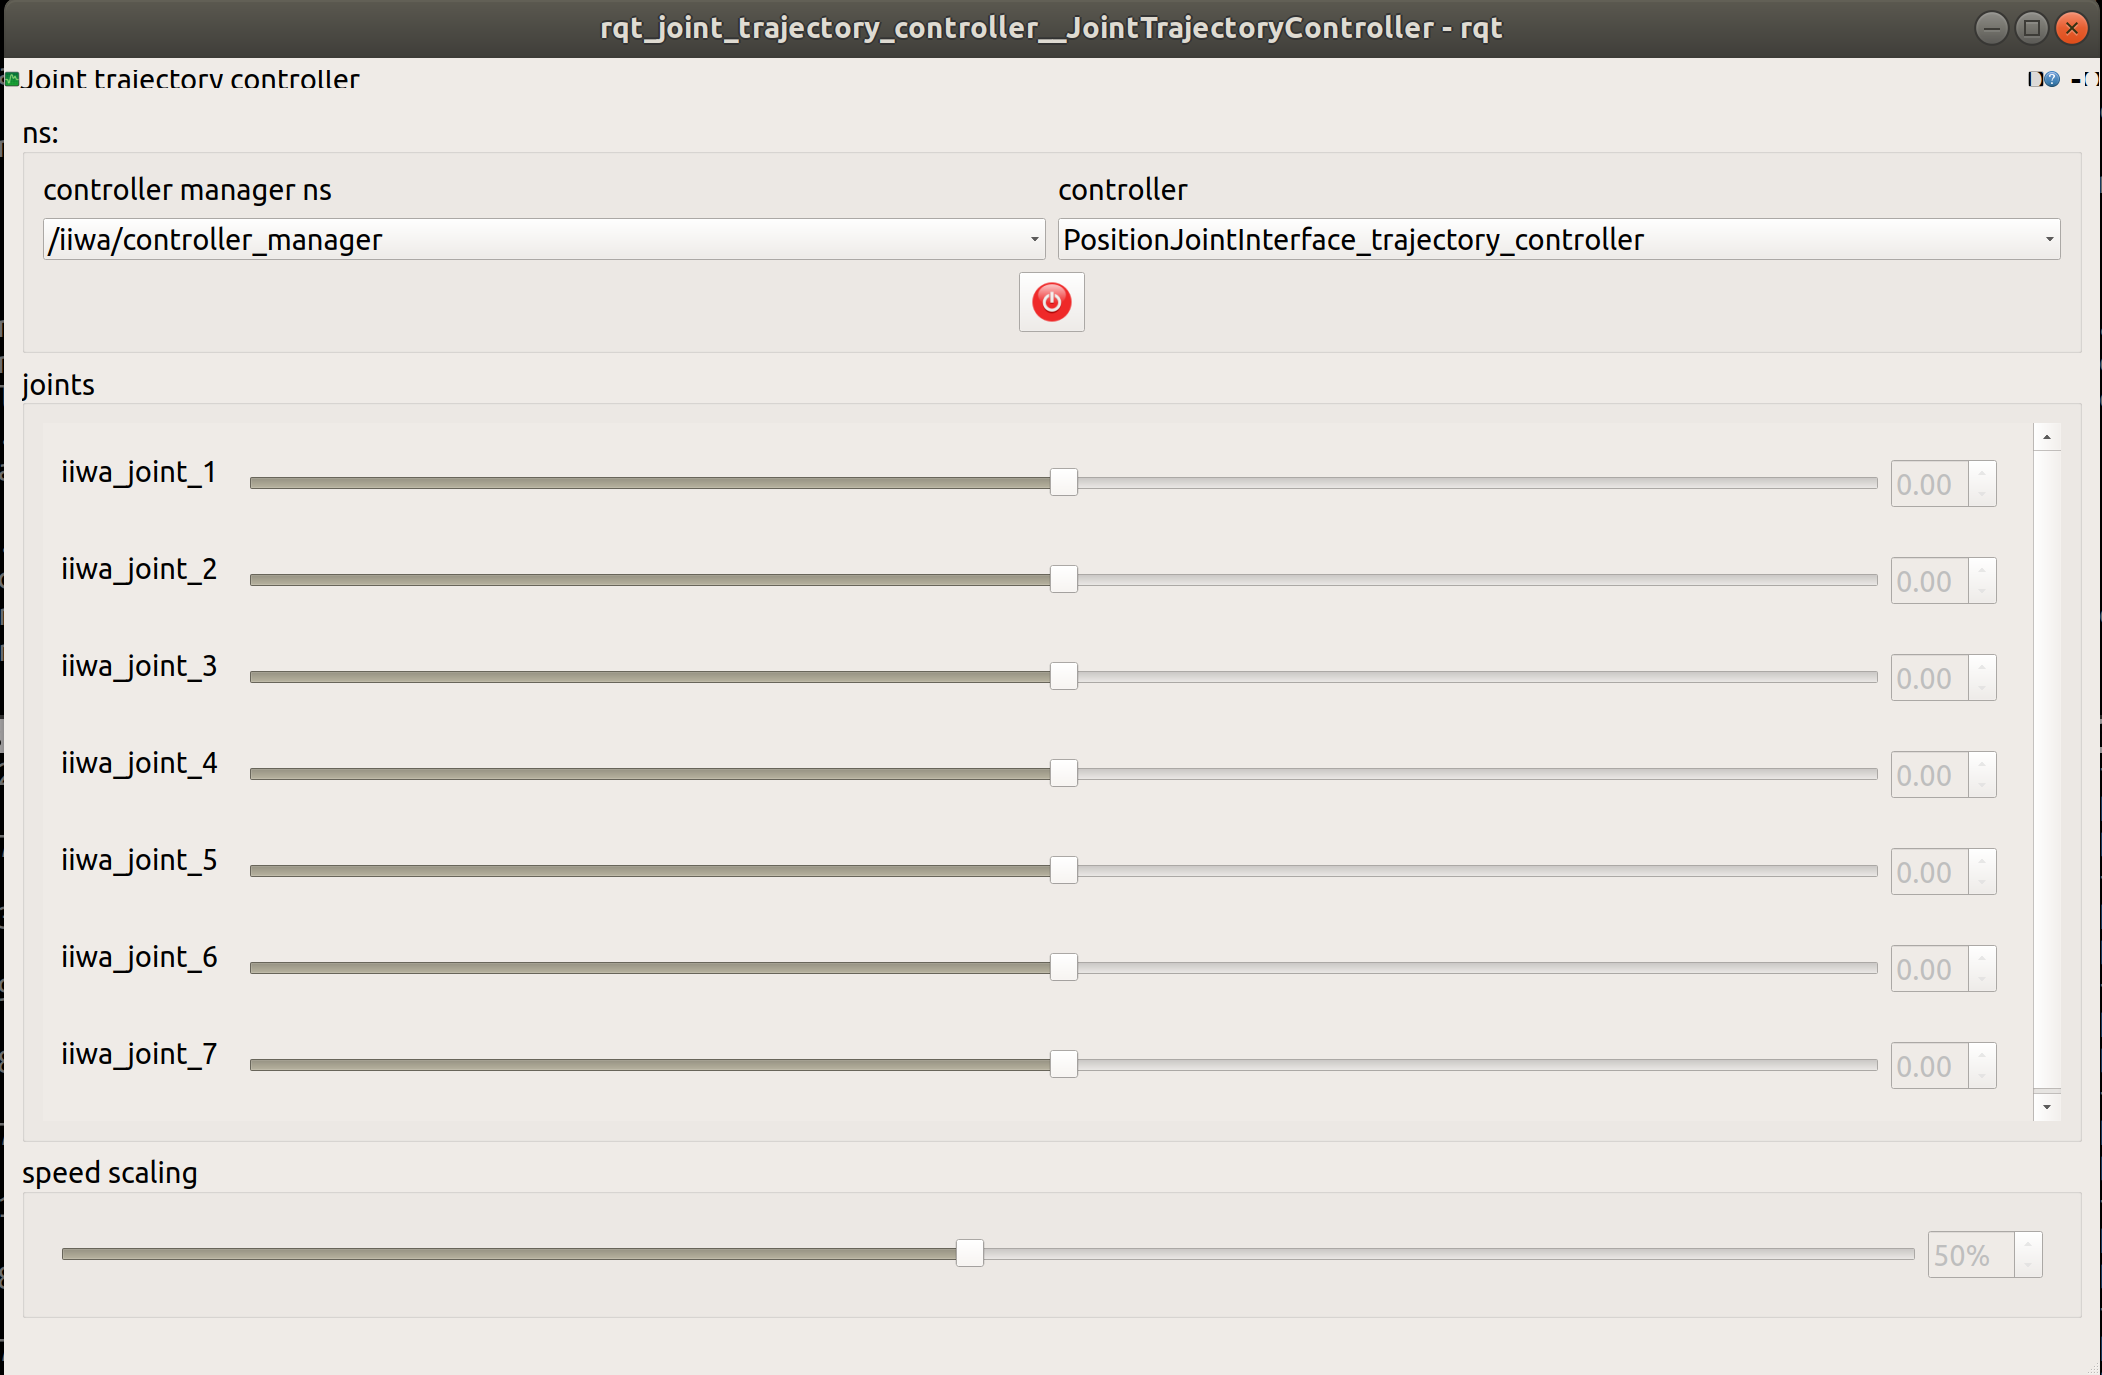 rqt_joint_trajectory_controller__JointTrajectoryController - rqt
Joint trajectory controller
ns:
controller manager ns controller
/iiwa/controller_manager PositionJointInterface_trajectory_controller
joints
iiwa_joint_1 0.00
iiwa_joint_2 0.00
iiwa_joint_3 0.00
iiwa_joint_4 0.00
iiwa_joint_5 0.00
iiwa_joint_6 0.00
iiwa_joint_7 0.00
speed scaling
50%